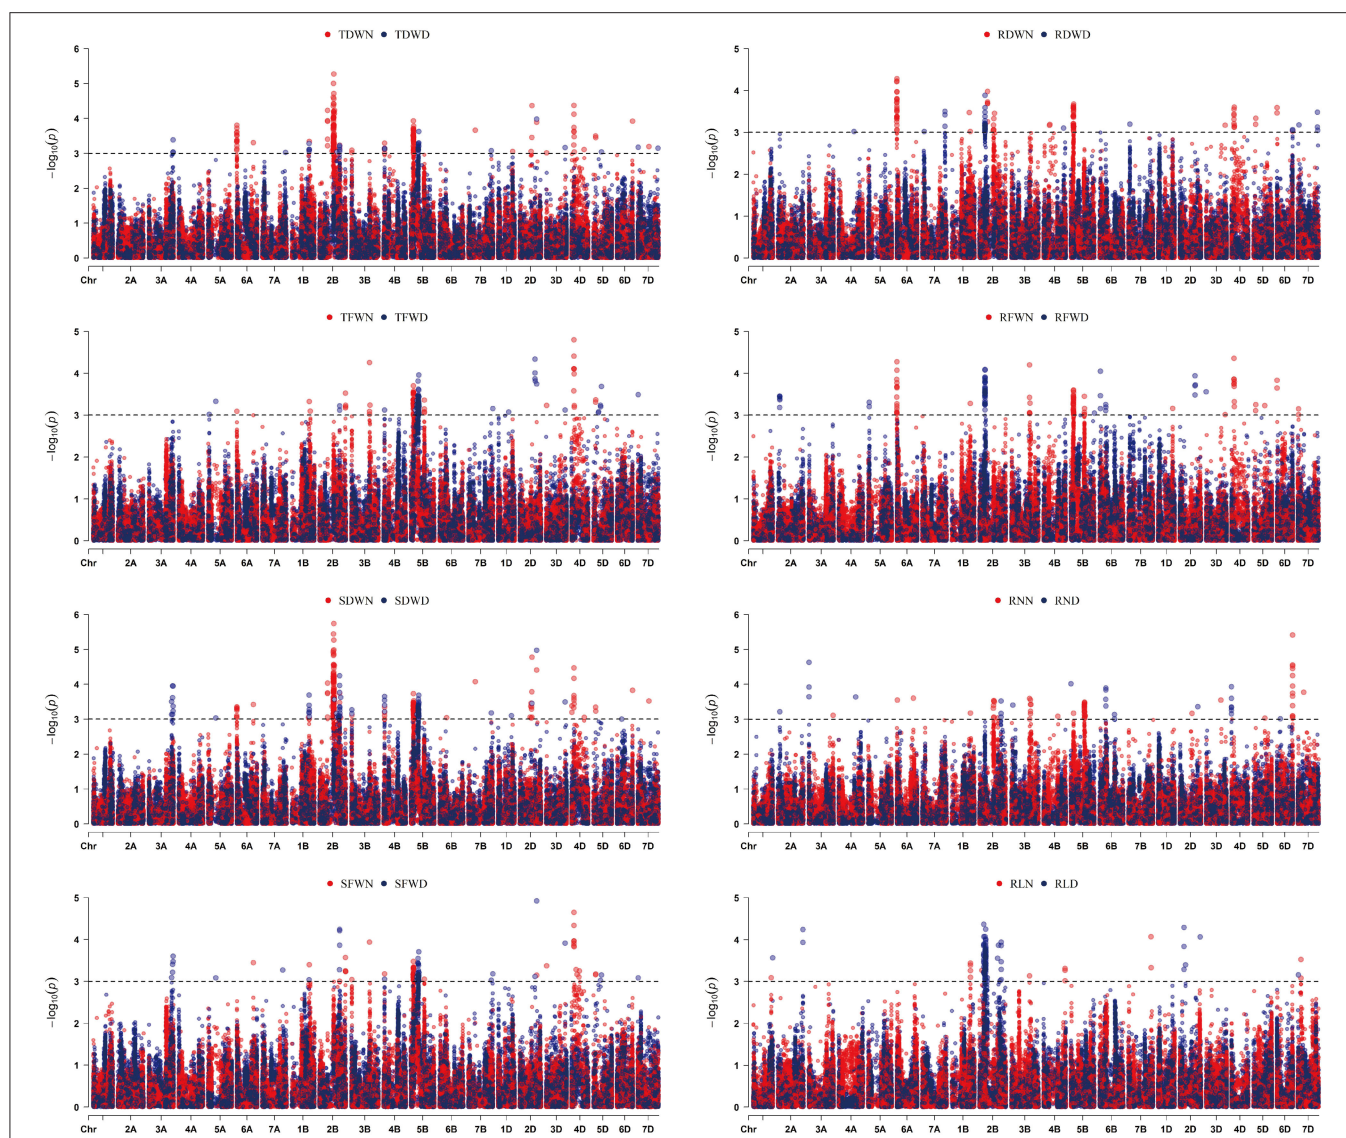 TDWN TDWD
6
5
4
3
2
1
0
−log10(p)
Chr 2A 3A 4A 5A 6A 7A 1B 2B 3B 4B 5B 6B 7B 1D 2D 3D 4D 5D 6D 7D
RDWN RDWD
5
4
3
2
1
0
−log10(p)
Chr 2A 3A 4A 5A 6A 7A 1B 2B 3B 4B 5B 6B 7B 1D 2D 3D 4D 5D 6D 7D
TFWN TFWD
5
4
3
2
1
0
−log10(p)
Chr 2A 3A 4A 5A 6A 7A 1B 2B 3B 4B 5B 6B 7B 1D 2D 3D 4D 5D 6D 7D
RFWN RFWD
5
4
3
2
1
0
−log10(p)
Chr 2A 3A 4A 5A 6A 7A 1B 2B 3B 4B 5B 6B 7B 1D 2D 3D 4D 5D 6D 7D
SDWN SDWD
6
5
4
3
2
1
0
−log10(p)
Chr 2A 3A 4A 5A 6A 7A 1B 2B 3B 4B 5B 6B 7B 1D 2D 3D 4D 5D 6D 7D
RNN RND
6
5
4
3
2
1
0
−log10(p)
Chr 2A 3A 4A 5A 6A 7A 1B 2B 3B 4B 5B 6B 7B 1D 2D 3D 4D 5D 6D 7D
SFWN SFWD
5
4
3
2
1
0
−log10(p)
Chr 2A 3A 4A 5A 6A 7A 1B 2B 3B 4B 5B 6B 7B 1D 2D 3D 4D 5D 6D 7D
RLN RLD
5
4
3
2
1
0
−log10(p)
Chr 2A 3A 4A 5A 6A 7A 1B 2B 3B 4B 5B 6B 7B 1D 2D 3D 4D 5D 6D 7D